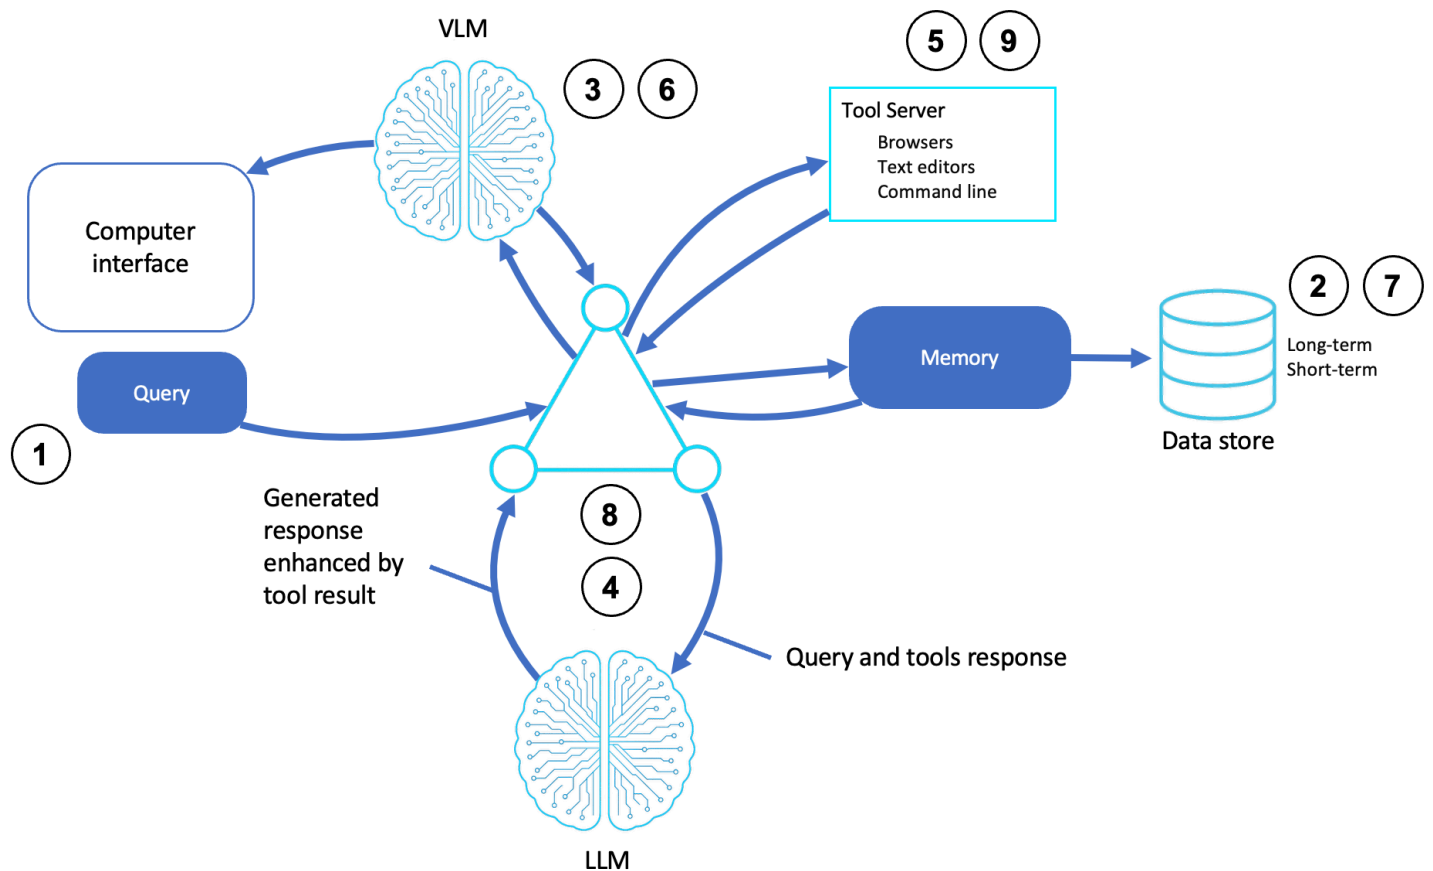 VLM
3
6
5
9
Tool Server
Browsers
Text editors
Command line
Computer
interface
2
7
Long-term
Short-term
Data store
Memory
Query
1
Generated
response
enhanced by
tool result
8
4
Query and tools response
LLM